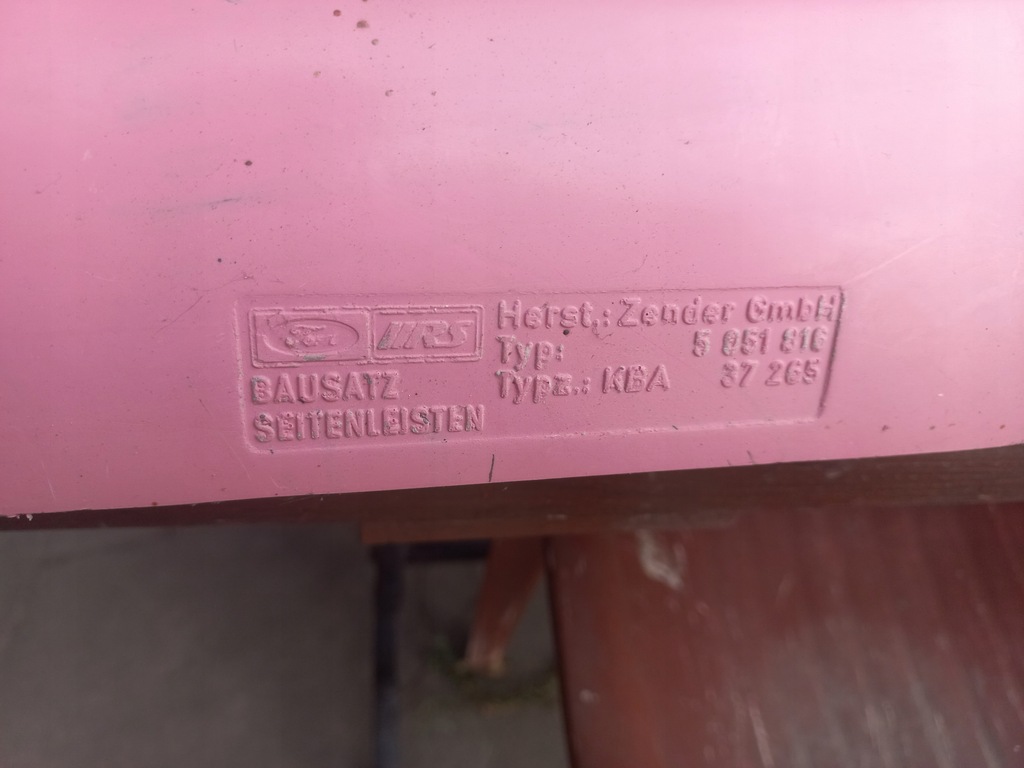 Ford RS
BAUSATZ
SEITENLEISTEN
Herst.: Zender GmbH
Typ: 5 051 816
Typz.: KBA 37 265